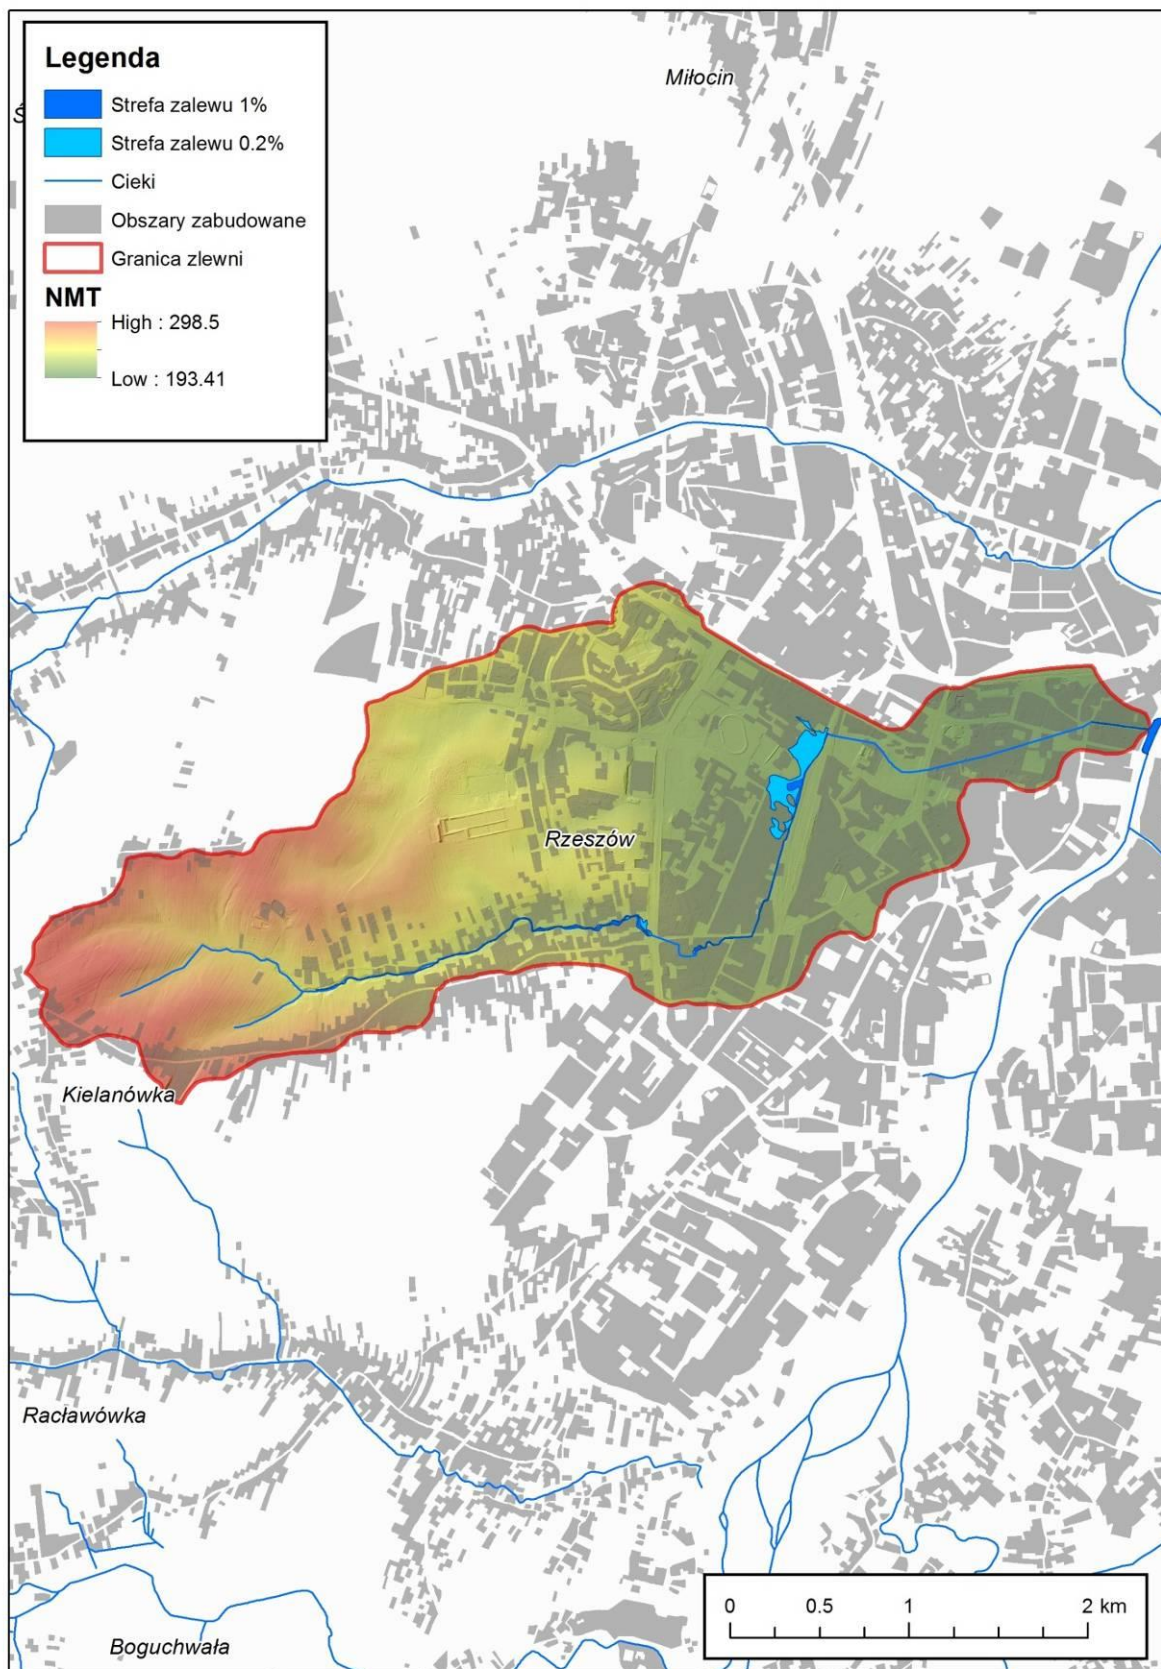 Legenda
Strefa zalewu 1%
Strefa zalewu 0.2%
Cieki
Obszary zabudowane
Granica zlewni
NMT
High : 298.5
Low : 193.41
Miłocin
Ś
Rzeszów
Kielanówka
Racławówka
Boguchwała
0 0.5 1 2 km